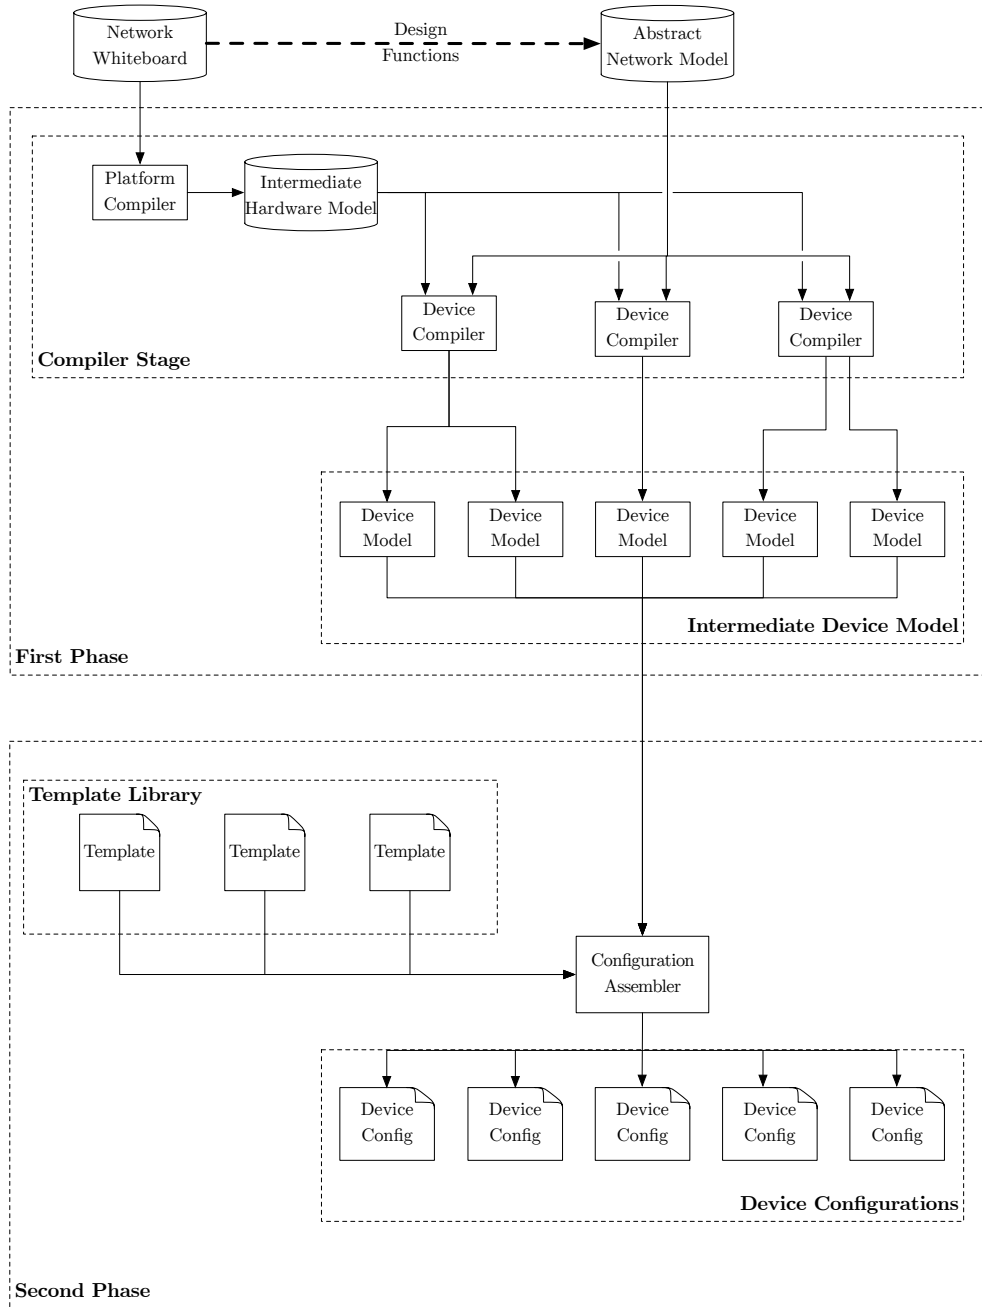 Network
Whiteboard
Design
Functions
Abstract
Network Model
Platform
Compiler
Intermediate
Hardware Model
Device
Compiler
Device
Compiler
Device
Compiler
Compiler Stage
Device
Model
Device
Model
Device
Model
Device
Model
Device
Model
Intermediate Device Model
First Phase
Template Library
Template
Template
Template
Configuration
Assembler
Device
Config
Device
Config
Device
Config
Device
Config
Device
Config
Device Configurations
Second Phase